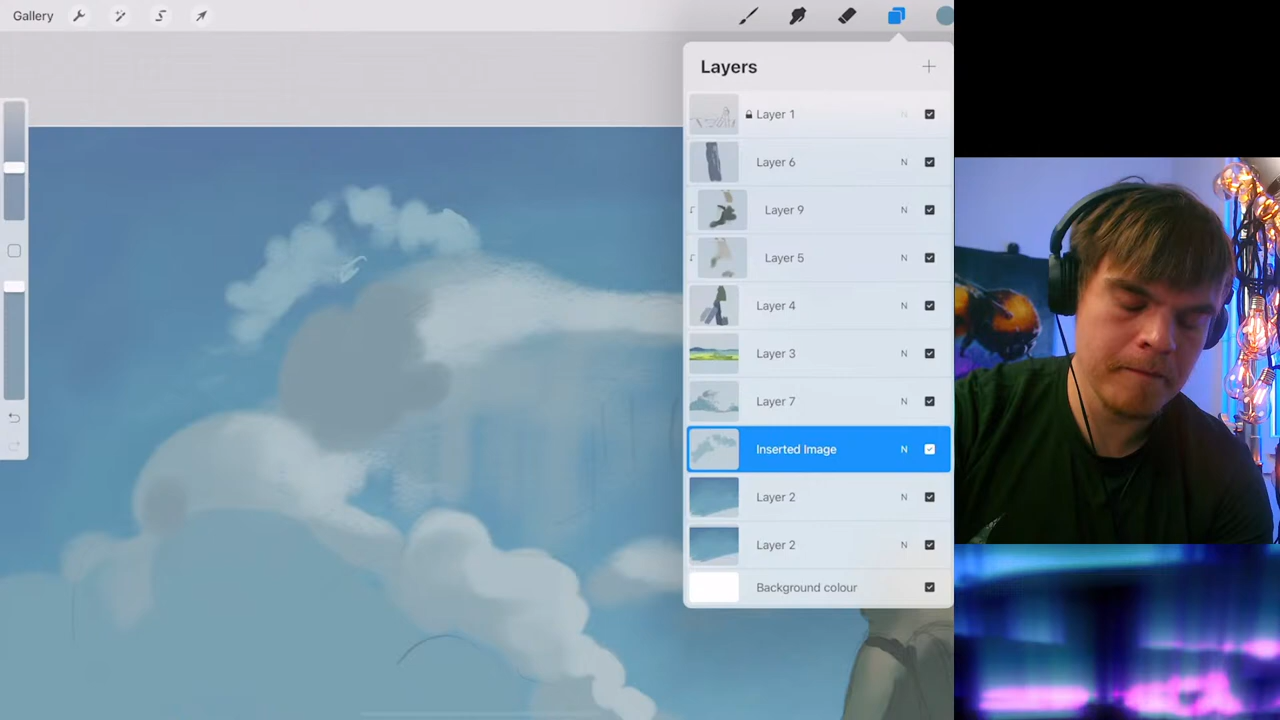 Gallery
Layers
Layer 1
Layer 6 N
Layer 9 N
Layer 5 N
Layer 4 N
Layer 3 N
Layer 7 N
Inserted Image N
Layer 2 N
Layer 2 N
Background colour